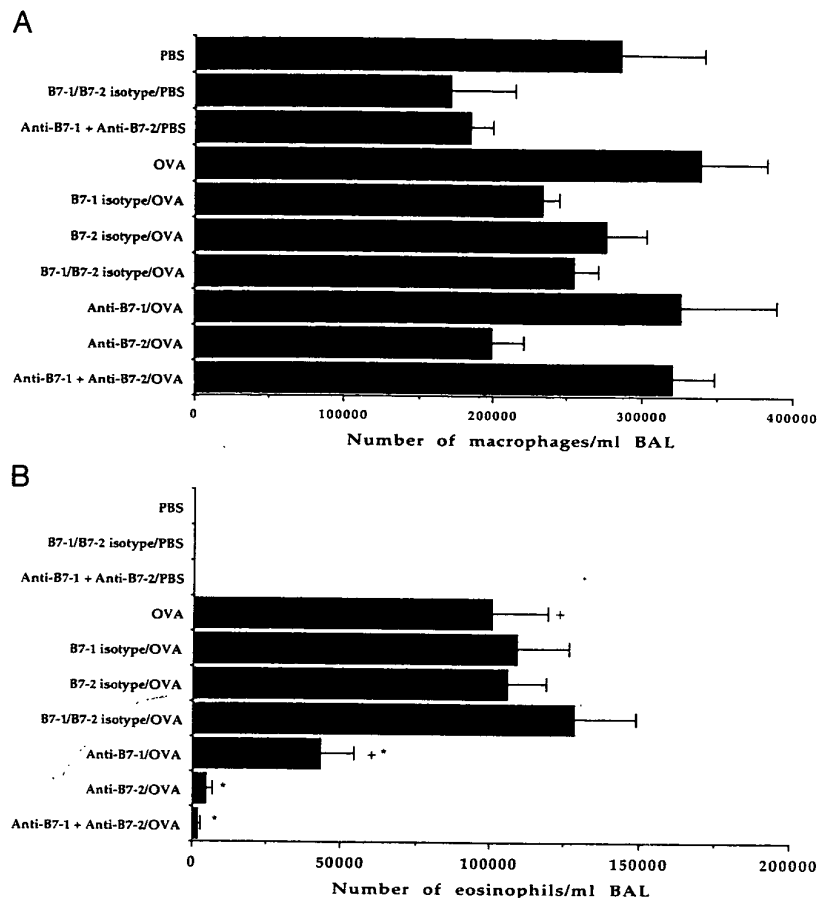 A
PBS
B7-1/B7-2 isotype/PBS
Anti-B7-1 + Anti-B7-2/PBS
OVA
B7-1 isotype/OVA
B7-2 isotype/OVA
B7-1/B7-2 isotype/OVA
Anti-B7-1/OVA
Anti-B7-2/OVA
Anti-B7-1 + Anti-B7-2/OVA
0 100000 200000 300000 400000
Number of macrophages/ml BAL
B
PBS
B7-1/B7-2 isotype/PBS
Anti-B7-1 + Anti-B7-2/PBS
OVA +
B7-1 isotype/OVA
B7-2 isotype/OVA
B7-1/B7-2 isotype/OVA
Anti-B7-1/OVA + *
Anti-B7-2/OVA *
Anti-B7-1 + Anti-B7-2/OVA *
0 50000 100000 150000 200000
Number of eosinophils/ml BAL